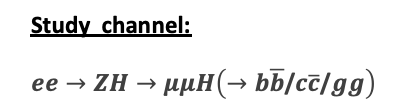 Study channel:
ee → ZH → μμH(→ bb̅/cc̅/gg)